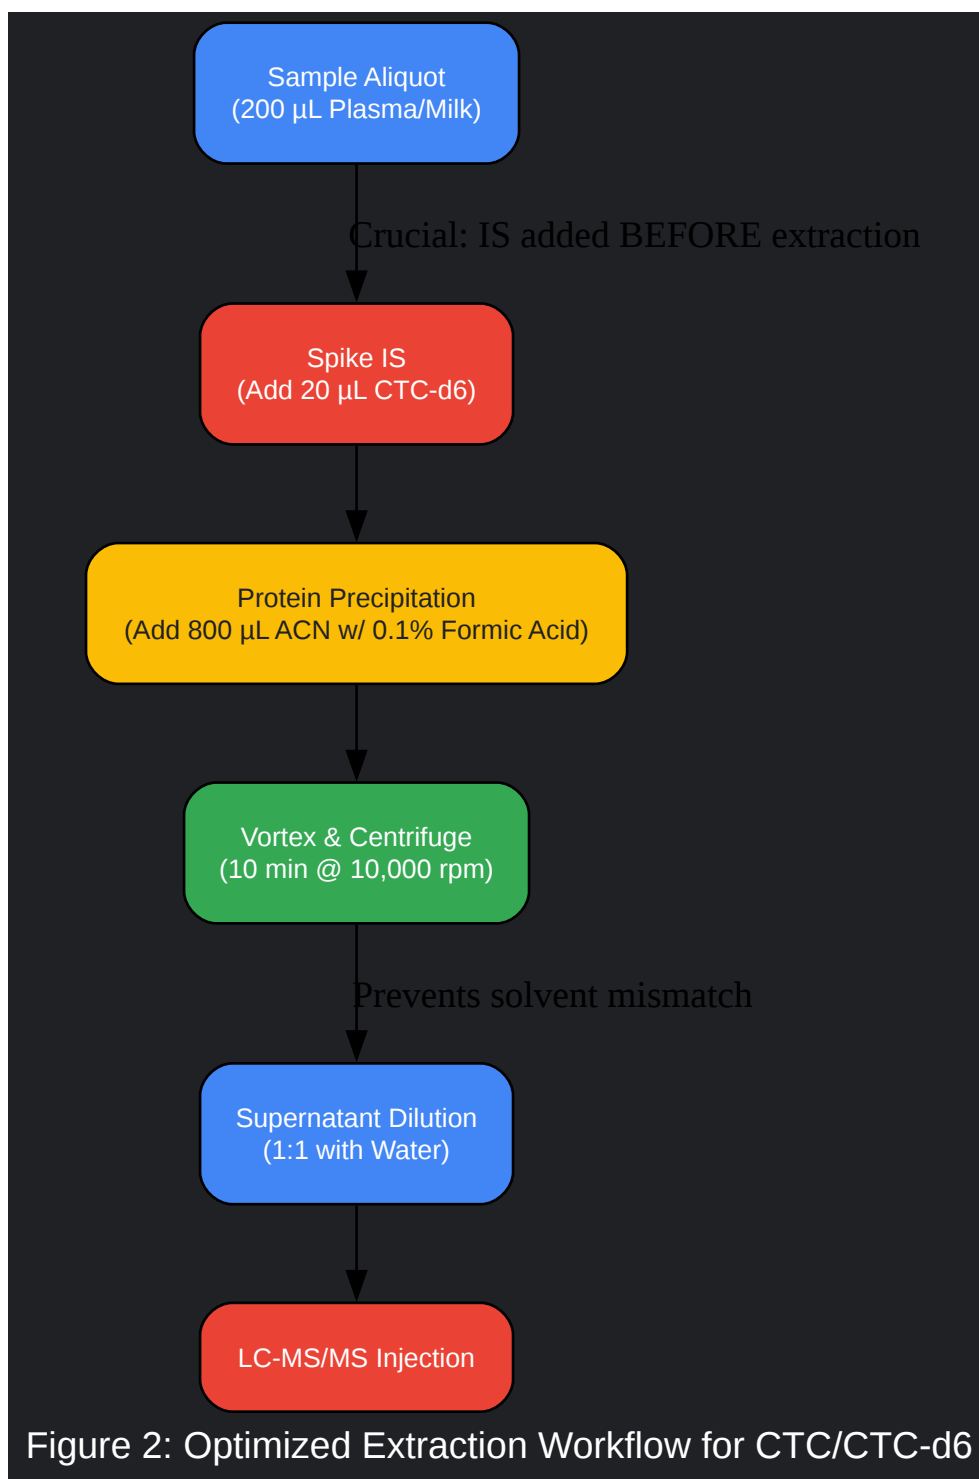 Sample Aliquot
(200 µL Plasma/Milk)
Crucial: IS added BEFORE extraction
Spike IS
(Add 20 µL CTC-d6)
Protein Precipitation
(Add 800 µL ACN w/ 0.1% Formic Acid)
Vortex & Centrifuge
(10 min @ 10,000 rpm)
Prevents solvent mismatch
Supernatant Dilution
(1:1 with Water)
LC-MS/MS Injection
Figure 2: Optimized Extraction Workflow for CTC/CTC-d6